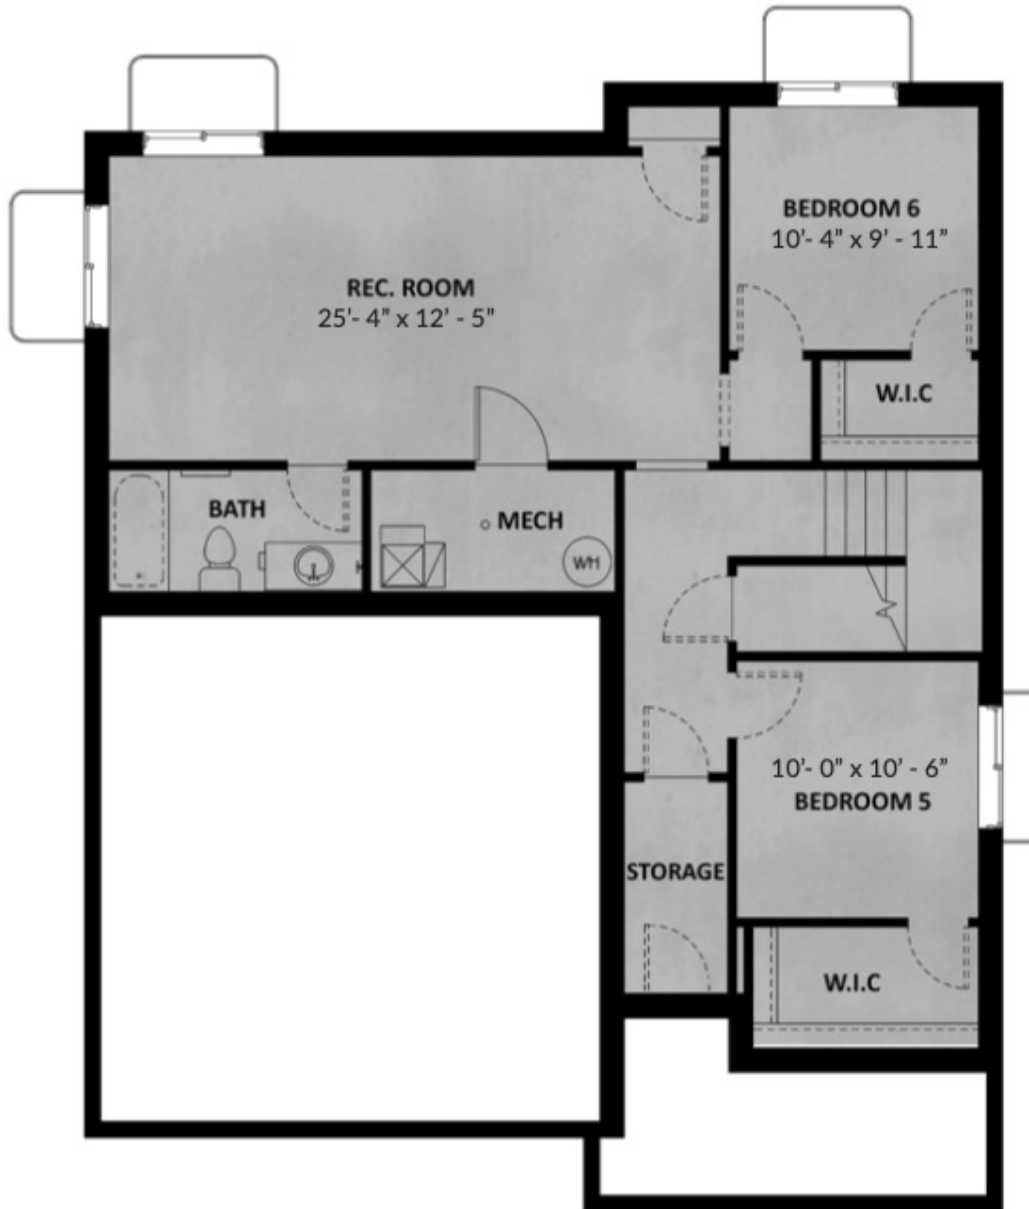 BEDROOM 6
10'- 4” x 9’ - 11”
REC. ROOM
25'- 4” x 12’ - 5”
W.I.C
BATH
MECH
WH
10'- 0” x 10’ - 6”
BEDROOM 5
STORAGE
W.I.C